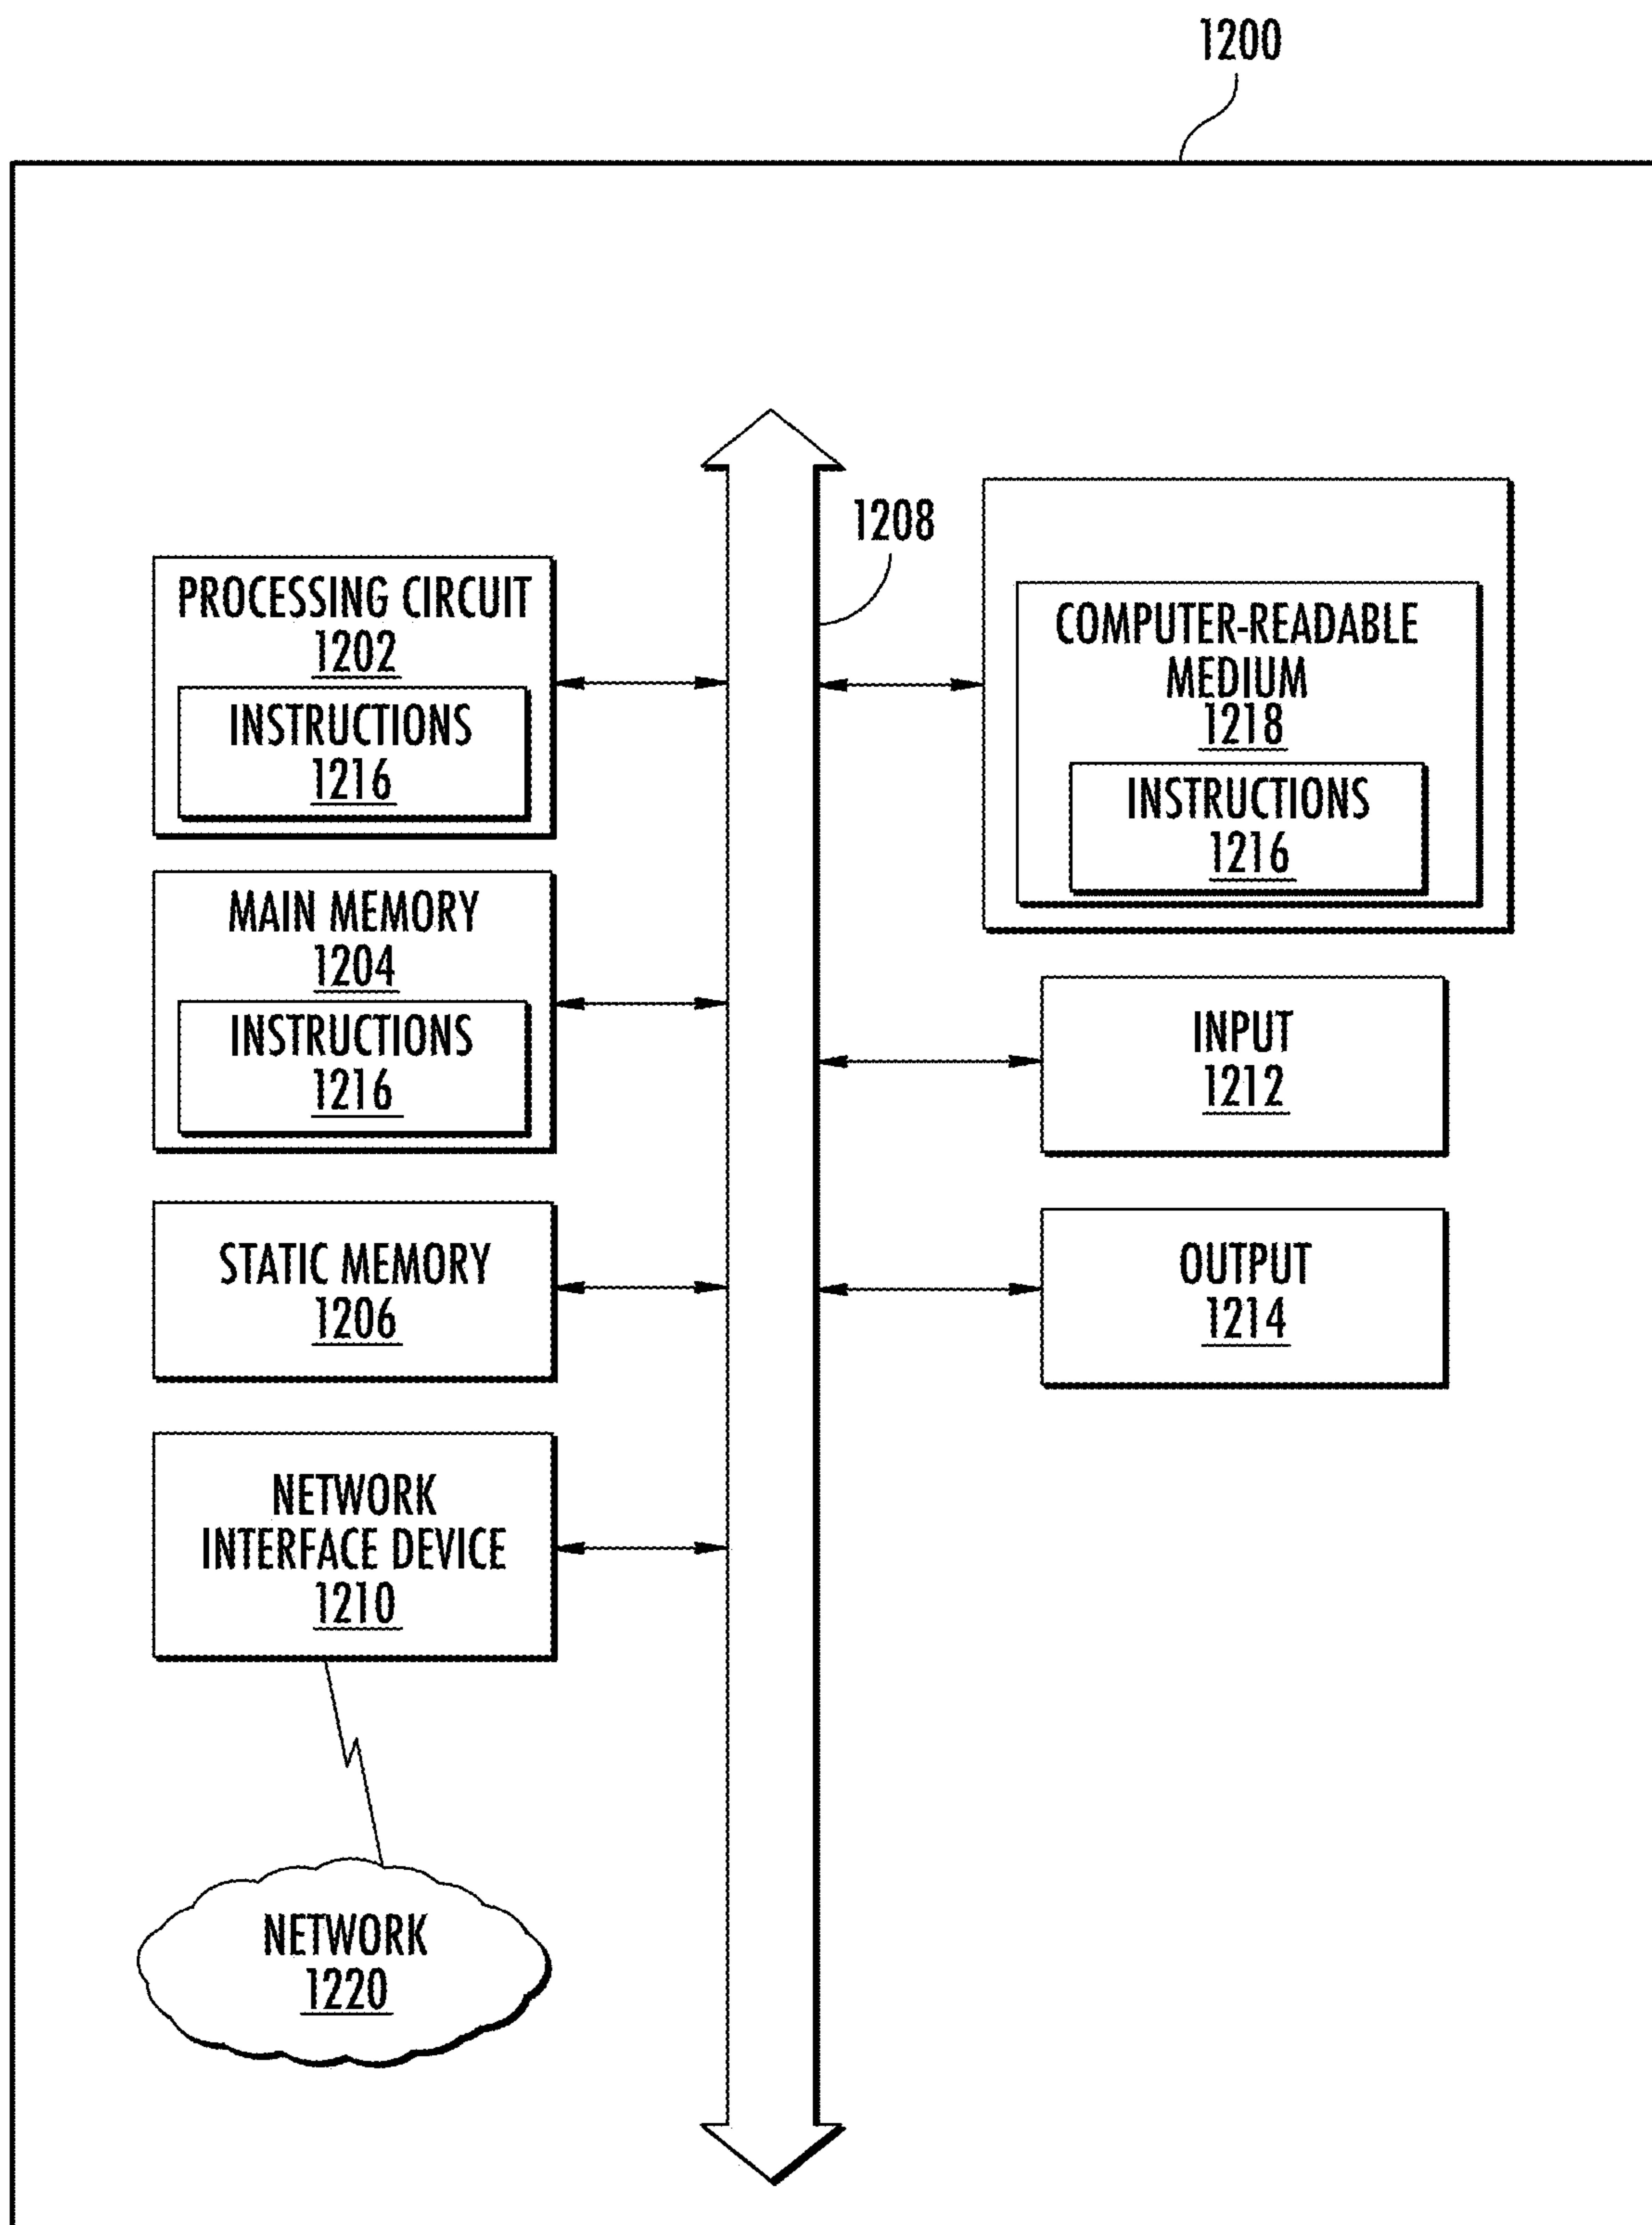 1200
1208
PROCESSING CIRCUIT
1202
INSTRUCTIONS
1216
MAIN MEMORY
1204
INSTRUCTIONS
1216
STATIC MEMORY
1206
NETWORK
INTERFACE DEVICE
1210
NETWORK
1220
COMPUTER-READABLE
MEDIUM
1218
INSTRUCTIONS
1216
INPUT
1212
OUTPUT
1214